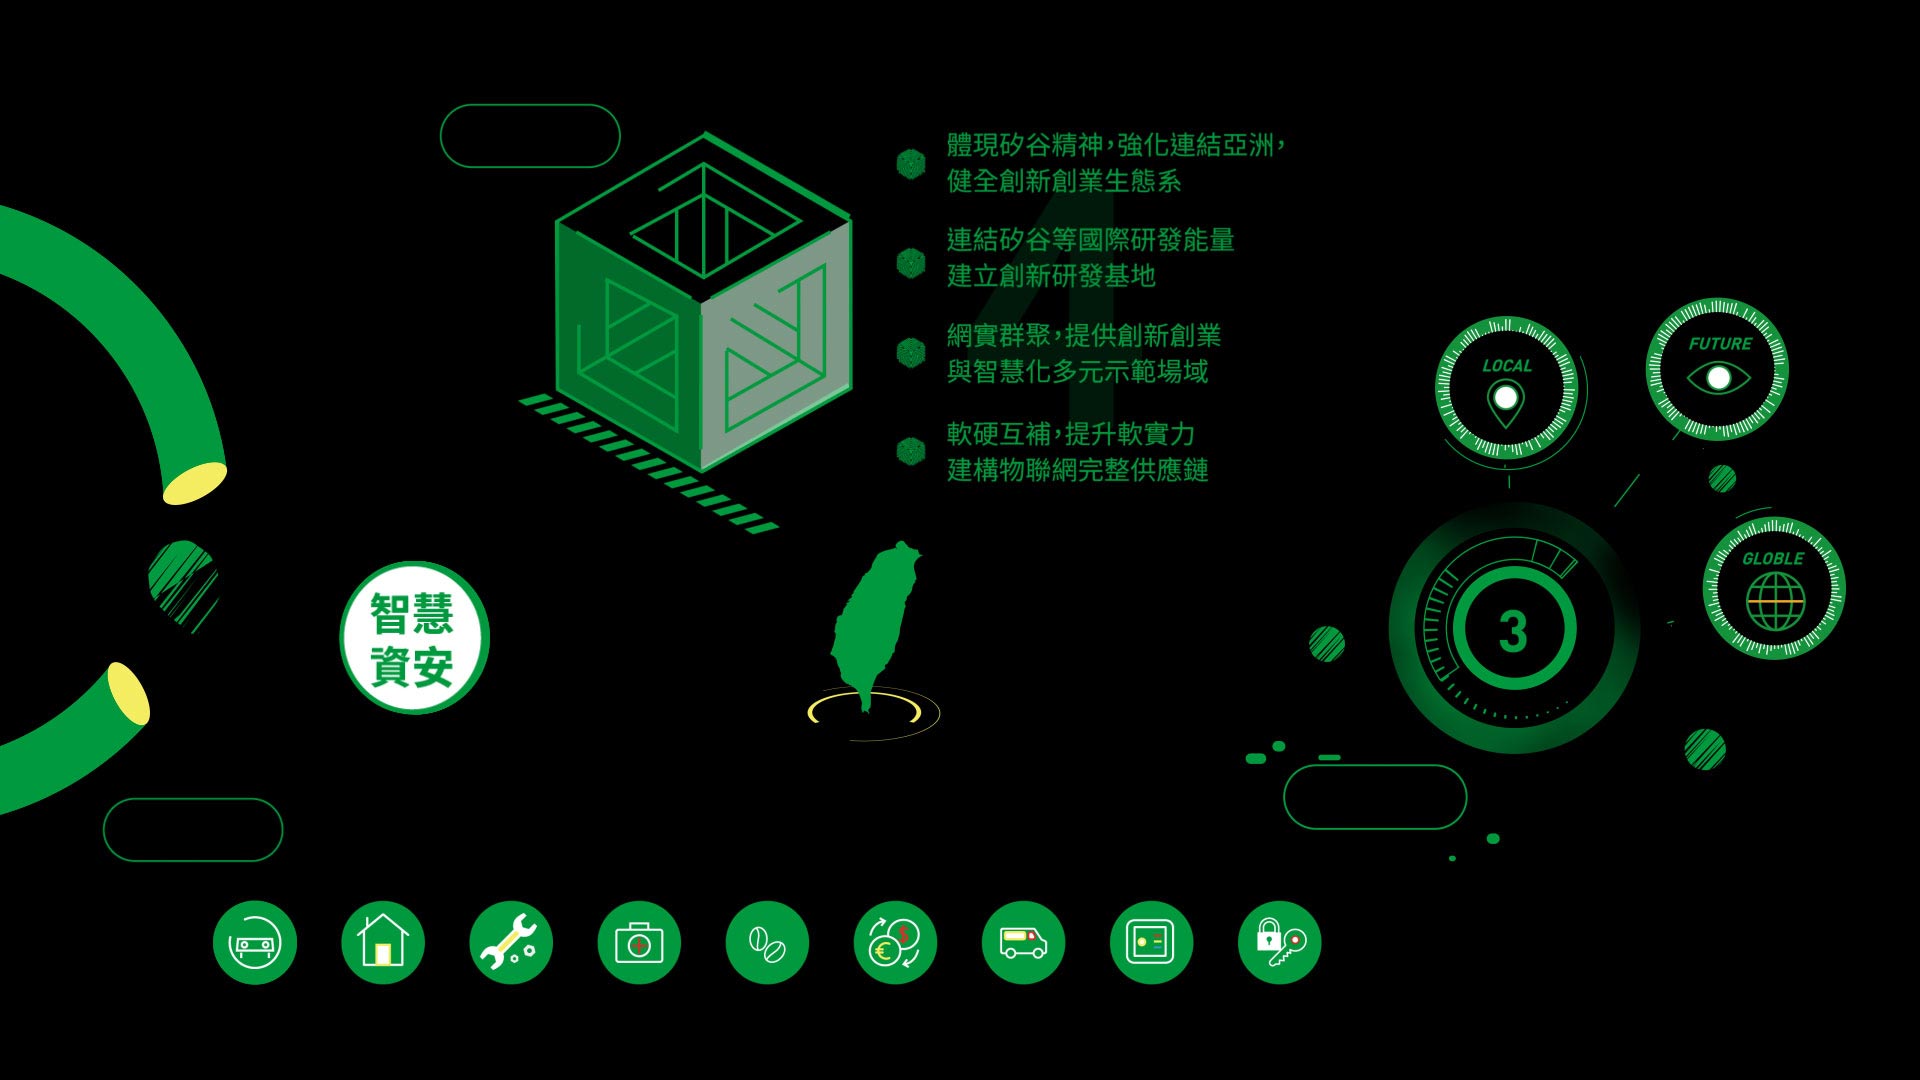 體現矽谷精神,強化連結亞洲,
健全創新創業生態系
連結矽谷等國際研發能量
建立創新研發基地
4
網實群聚,提供創新創業
與智慧化多元示範場域
軟硬互補,提升軟實力
建構物聯網完整供應鏈
LOCAL
FUTURE
GLOBLE
3
智慧
資安
$
€